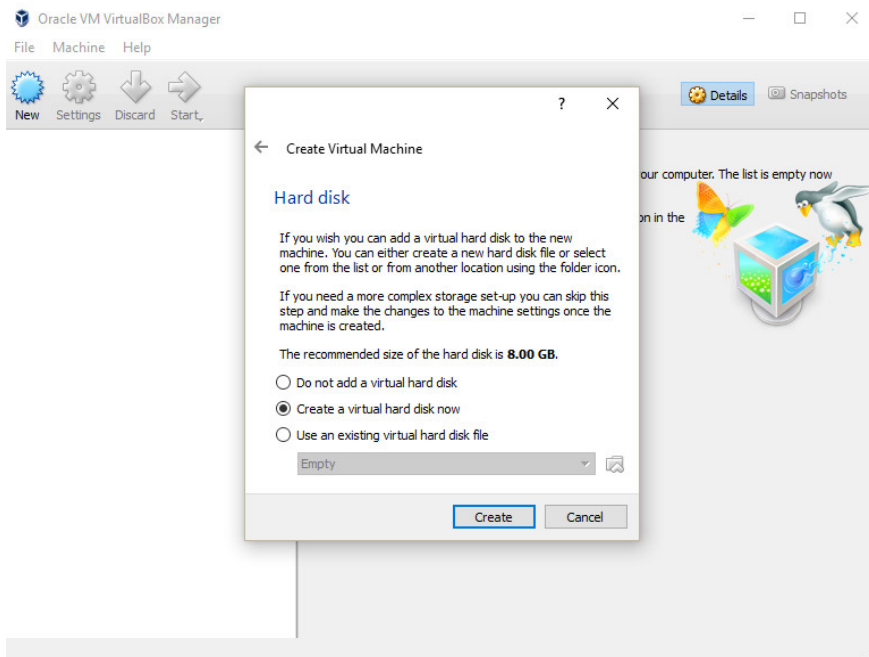 Oracle VM VirtualBox Manager
File Machine Help
New Settings Discard Start
Details Snapshots
? 
Create Virtual Machine
our computer. The list is empty now
Hard disk
on in the
If you wish you can add a virtual hard disk to the new
machine. You can either create a new hard disk file or select
one from the list or from another location using the folder icon.
If you need a more complex storage set-up you can skip this
step and make the changes to the machine settings once the
machine is created.
The recommended size of the hard disk is 8.00 GB.
Do not add a virtual hard disk
Create a virtual hard disk now
Use an existing virtual hard disk file
Empty
Create Cancel